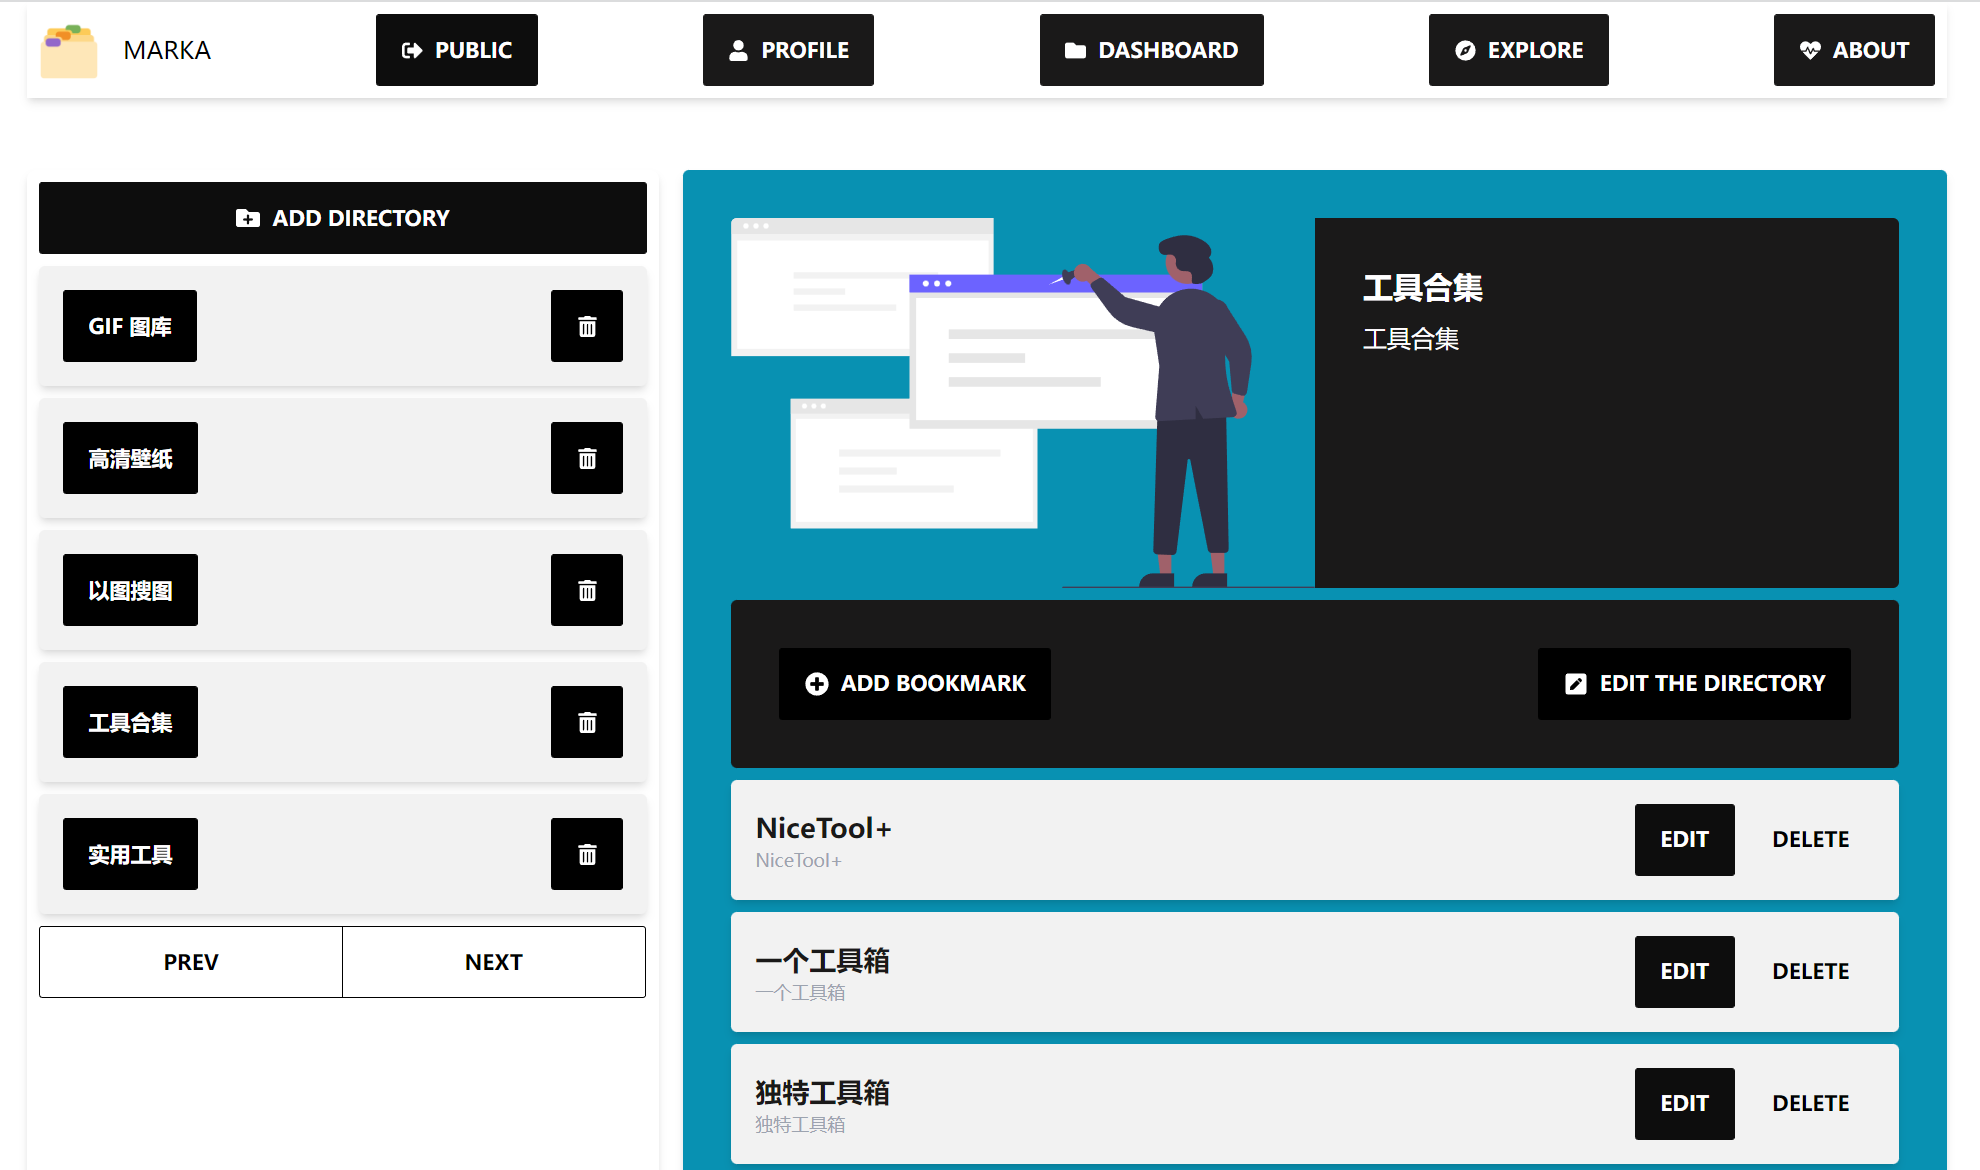 MARKA
PUBLIC
PROFILE
DASHBOARD
EXPLORE
ABOUT
ADD DIRECTORY
GIF 图库
高清壁纸
以图搜图
工具合集
实用工具
PREV
NEXT
工具合集
工具合集
ADD BOOKMARK
EDIT THE DIRECTORY
NiceTool+
NiceTool+
EDIT
DELETE
一个工具箱
一个工具箱
EDIT
DELETE
独特工具箱
独特工具箱
EDIT
DELETE